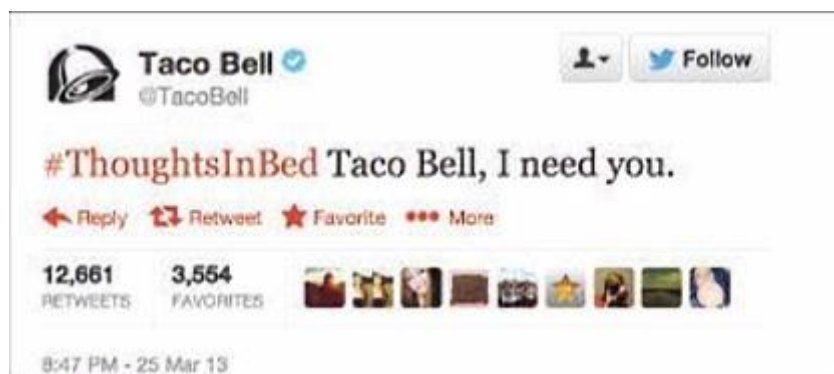 Taco Bell
Follow
@TacoBell
#ThoughtsInBed Taco Bell, I need you.
Reply Retweet Favorite More
12,661 3,554
RETWEETS FAVORITES
8:47 PM - 25 Mar 13